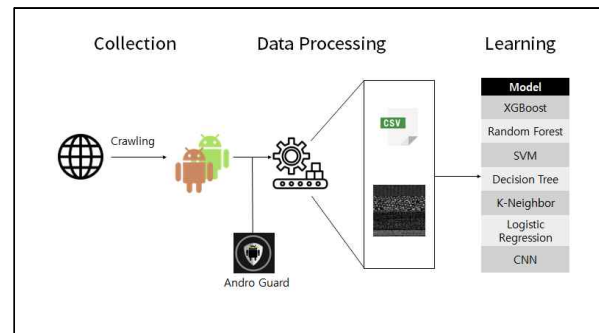 Collection
Data Processing
Learning
Crawling
Andro Guard
CSV
Model
XGBoost
Random Forest
SVM
Decision Tree
K-Neighbor
Logistic
Regression
CNN